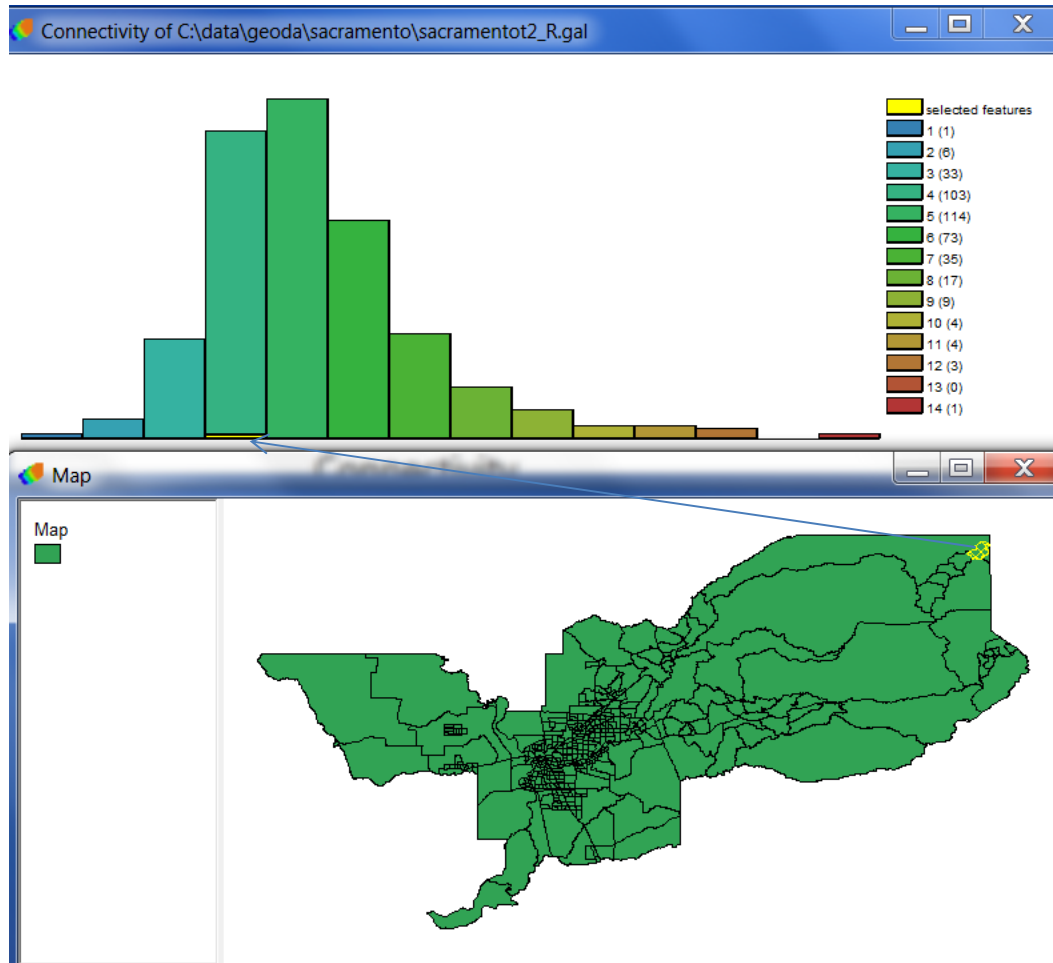 Connectivity of C:\data\geoda\sacramento\sacramentot2_R.gal
selected features
1 (1)
2 (6)
3 (33)
4 (103)
5 (114)
6 (73)
7 (35)
8 (17)
9 (9)
10 (4)
11 (4)
12 (3)
13 (0)
14 (1)
Connectivity
Map
Map